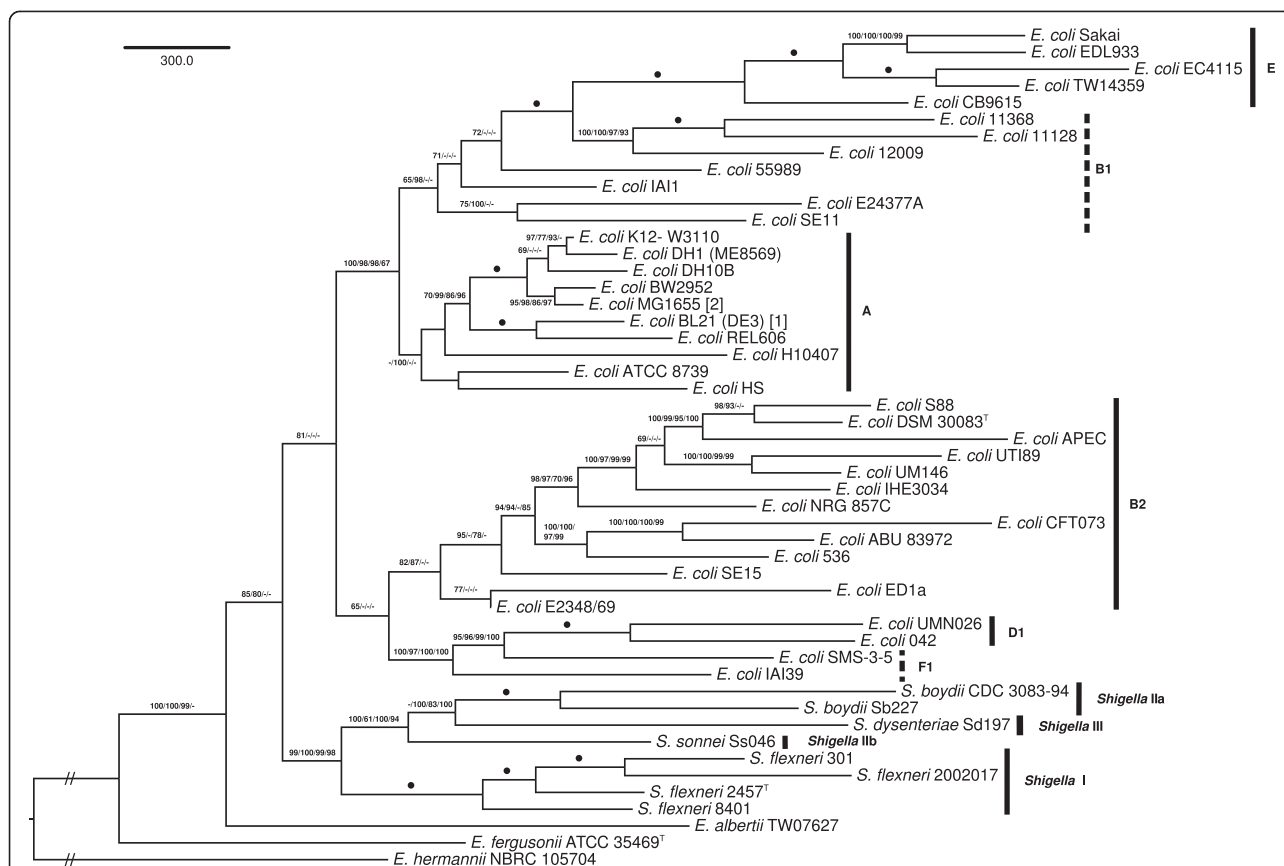 300.0
100/100/100/99
E. coli Sakai
E. coli EDL933
E. coli EC4115
E. coli TW14359
E. coli CB9615
E
E. coli 11368
E. coli 11128
100/100/97/93
E. coli 12009
72/-/-/-
E. coli 55989
71/-/-/-
E. coli IAI1
65/98/-/-
75/100/-/-
E. coli E24377A
E. coli SE11
B1
97/77/93/-
E. coli K12- W3110
69/-/-/-
E. coli DH1 (ME8569)
E. coli DH10B
100/98/98/67
E. coli BW2952
95/98/86/97
E. coli MG1655 [2]
70/99/86/96
E. coli BL21 (DE3) [1]
E. coli REL606
E. coli H10407
-/100/-/-
E. coli ATCC 8739
E. coli HS
A
98/93/-/-
E. coli S88
100/99/95/100
E. coli DSM 30083T
E. coli APEC
69/-/-/-
100/100/99/99
E. coli UTI89
E. coli UM146
100/97/99/99
E. coli IHE3034
98/97/70/96
E. coli NRG 857C
94/94/-/85
100/100/
97/99
100/100/100/99
E. coli CFT073
E. coli ABU 83972
E. coli 536
95/-/78/-
E. coli SE15
82/87/-/-
77/-/-/-
E. coli ED1a
E. coli E2348/69
B2
81/-/-/-
65/-/-/-
E. coli UMN026
E. coli 042
D1
95/96/99/100
100/97/100/100
E. coli SMS-3-5
E. coli IAI39
F1
85/80/-/-
100/100/99/-
-/100/83/100
S. boydii CDC 3083-94
S. boydii Sb227
Shigella IIa
100/61/100/94
S. dysenteriae Sd197
Shigella III
S. sonnei Ss046
Shigella IIb
99/100/99/98
S. flexneri 301
S. flexneri 2002017
S. flexneri 2457T
S. flexneri 8401
Shigella I
E. albertii TW07627
E. fergusonii ATCC 35469T
E. hermannii NBRC 105704